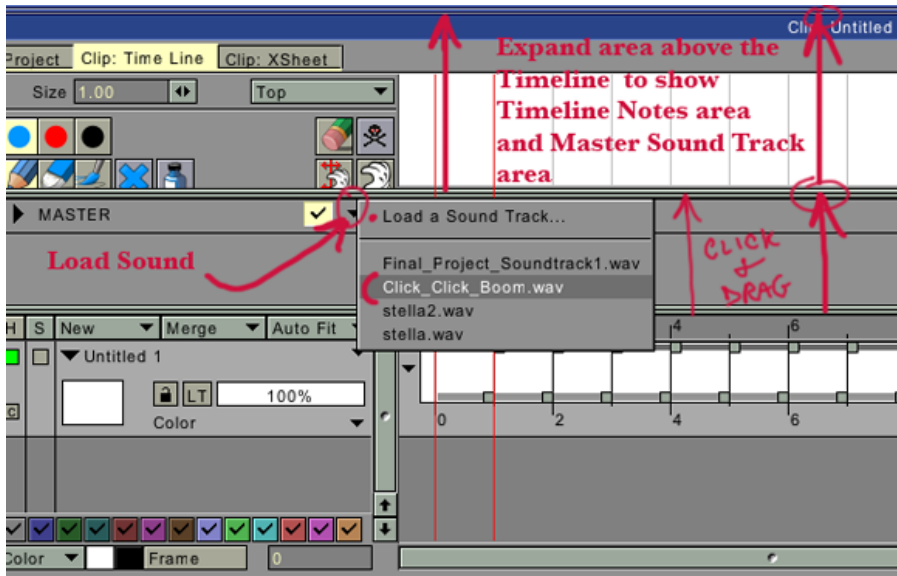 Clip: Untitled
Project
Clip: Time Line
Clip: XSheet
Expand area above the
Timeline to show
Timeline Notes area
and Master Sound Track
area
Size
1.00
Top
MASTER
Load a Sound Track...
Load Sound
Final_Project_Soundtrack1.wav
Click_Click_Boom.wav
stella2.wav
stella.wav
CLICK
&
DRAG
H
S
New
Merge
Auto Fit
4
6
Untitled 1
LT
100%
C
Color
0
2
4
6
Color
Frame
0